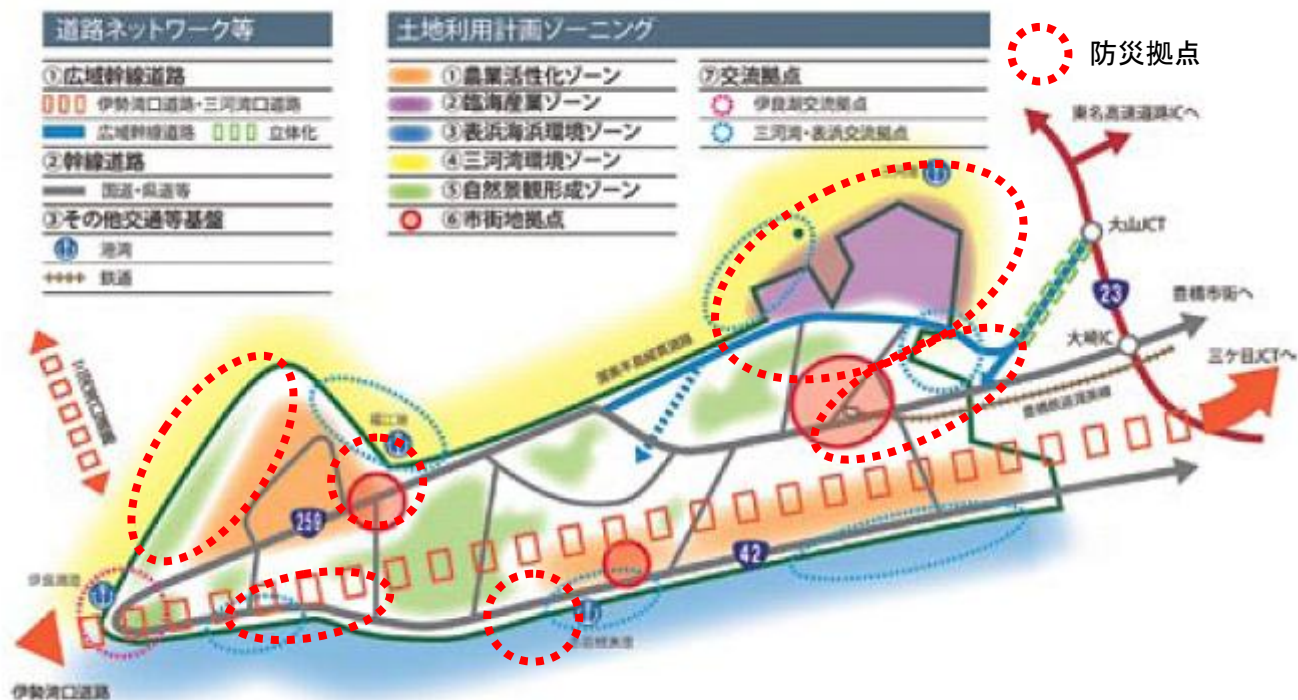 道路ネットワーク等
①広域幹線道路
伊勢湾口道路・三河湾口道路
広域幹線道路 立体化
②幹線道路
国道・県道等
③その他交通等基盤
港湾
鉄道
土地利用計画ゾーニング
①農業活性化ゾーン
②臨海産業ゾーン
③表浜海浜環境ゾーン
④三河湾環境ゾーン
⑤自然景観形成ゾーン
⑥市街地拠点
⑦交流拠点
伊良湖交流拠点
三河湾・表浜交流拠点
防災拠点
東名高速道路ICへ
大山JCT
23
豊橋市街へ
大崎IC
三ケ日JCTへ
豊橋鉄道渥美線
福江港
259
42
伊良湖港
伊勢湾口道路